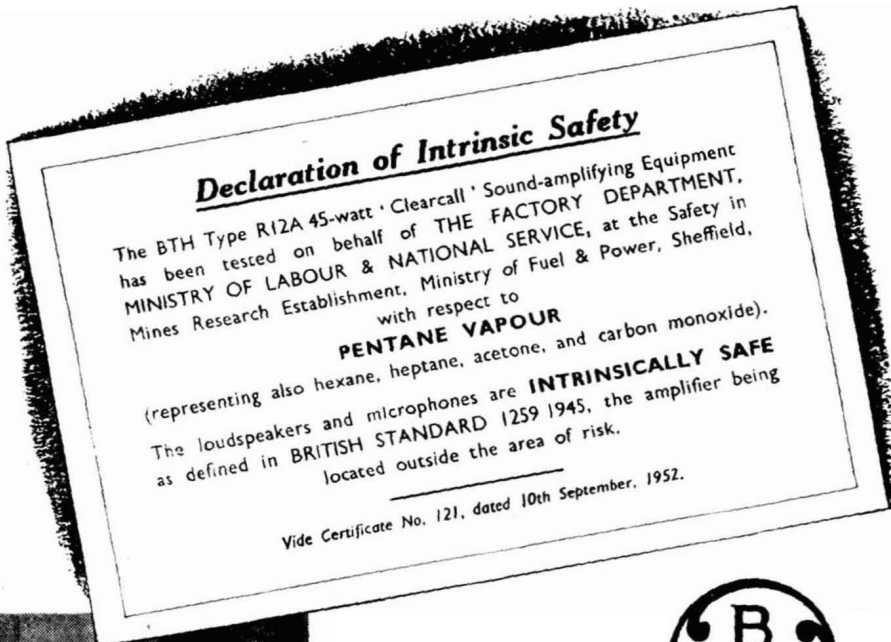 Declaration of Intrinsic Safety
The BTH Type R12A 45-watt ' Clearcall ' Sound-amplifying Equipment
has been tested on behalf of THE FACTORY DEPARTMENT,
MINISTRY OF LABOUR & NATIONAL SERVICE, at the Safety in
Mines Research Establishment, Ministry of Fuel & Power, Sheffield,
with respect to
PENTANE VAPOUR
(representing also hexane, heptane, acetone, and carbon monoxide).
The loudspeakers and microphones are INTRINSICALLY SAFE
as defined in BRITISH STANDARD 1259 1945, the amplifier being
located outside the area of risk.
Vide Certificate No. 121, dated 10th September, 1952.
B